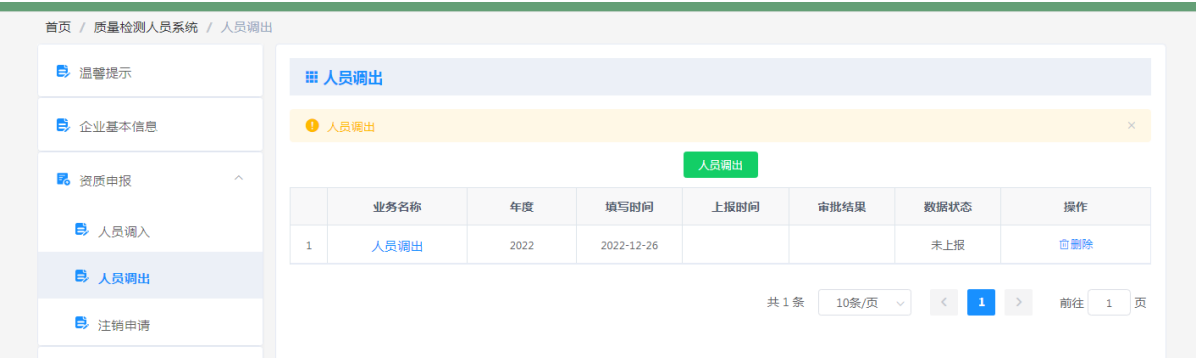 首页 / 质量检测人员系统 / 人员调出
温馨提示
企业基本信息
资质申报
人员调入
人员调出
注销申请
人员调出
人员调出
人员调出
业务名称 年度 填写时间 上报时间 审批结果 数据状态 操作
1 人员调出 2022 2022-12-26 未上报 删除
共 1 条 10条/页 < 1 > 前往 1 页